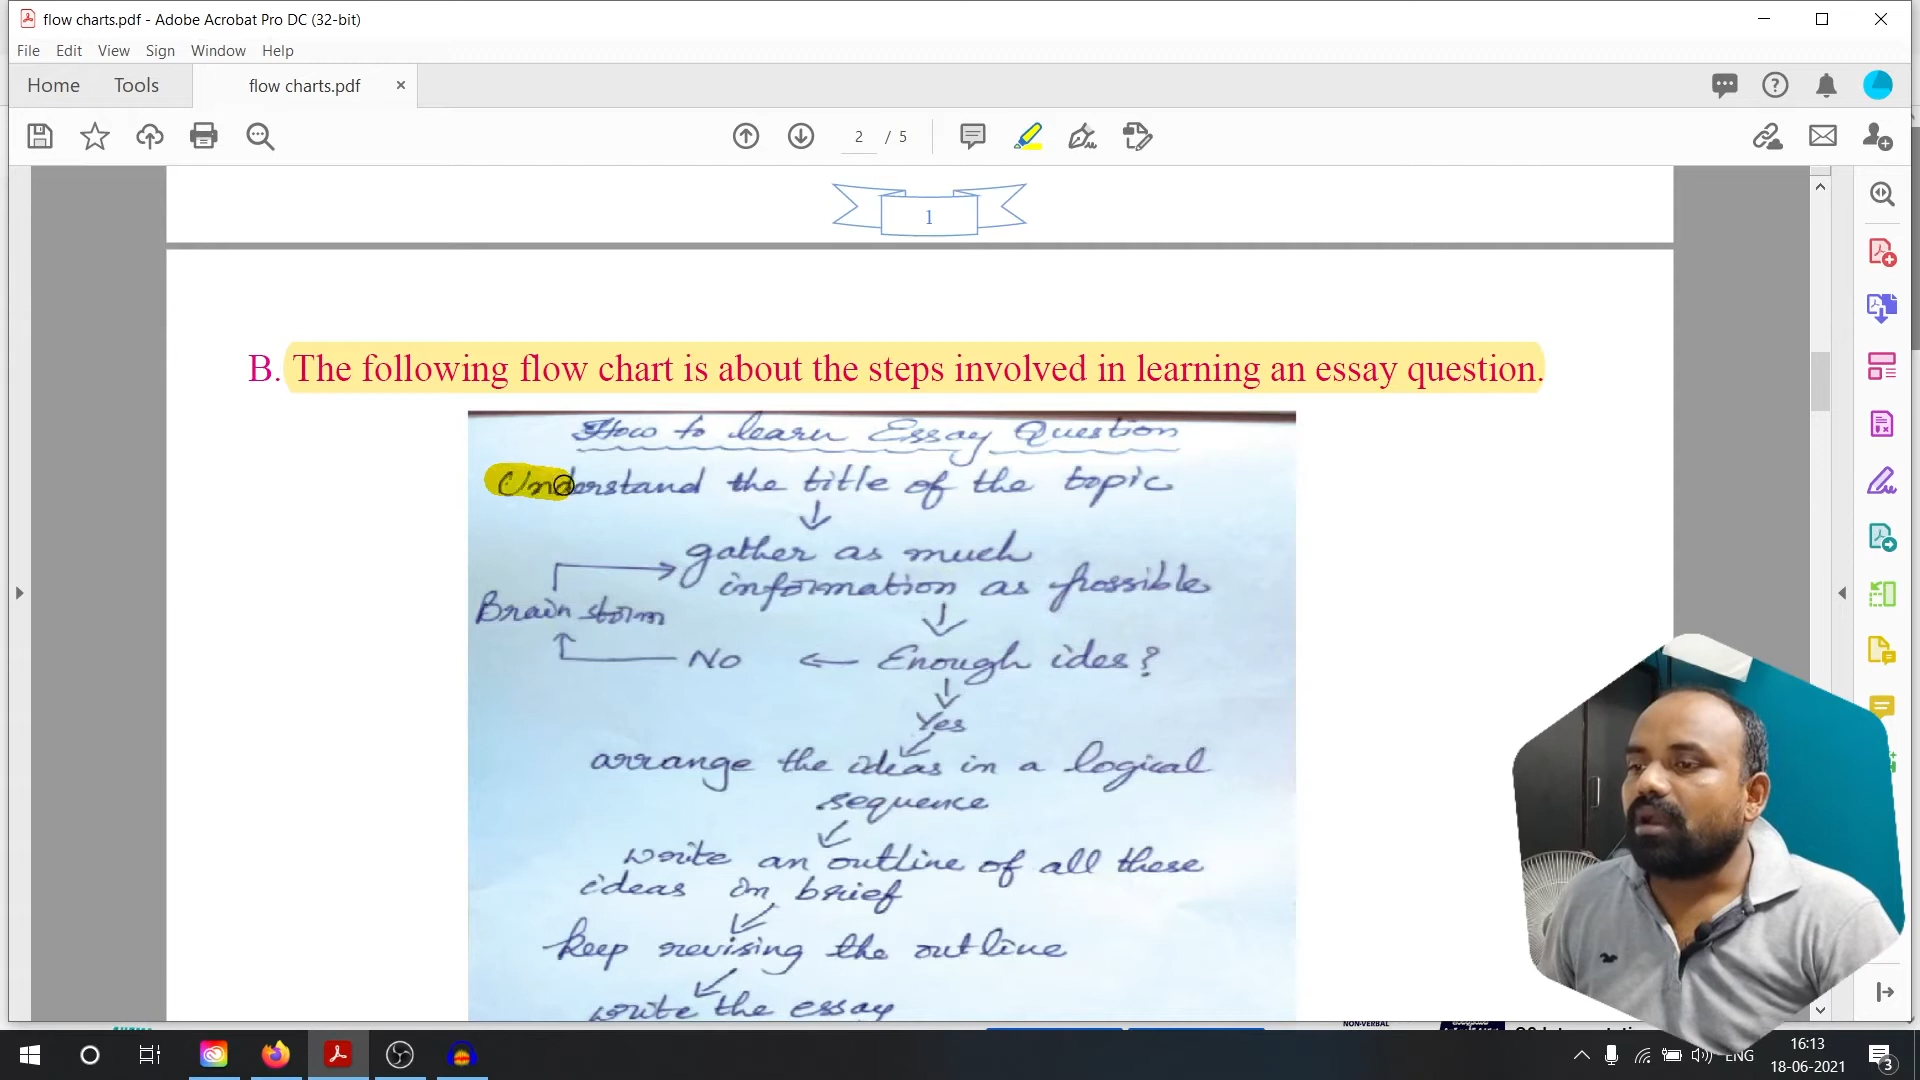 flow charts.pdf - Adobe Acrobat Pro DC (32-bit)
File Edit View Sign Window Help
Home Tools flow charts.pdf
2 / 5
1
B. The following flow chart is about the steps involved in learning an essay question.
How to learn Essay Question
Understand the title of the topic
gather as much
information as possible
Brain storm
No Enough ides?
Yes
arrange the ideas in a logical
sequence
write an outline of all these
ideas in brief
keep revising the outline
write the essay
NON-VERBAL
ENG
16:13
18-06-2021
3